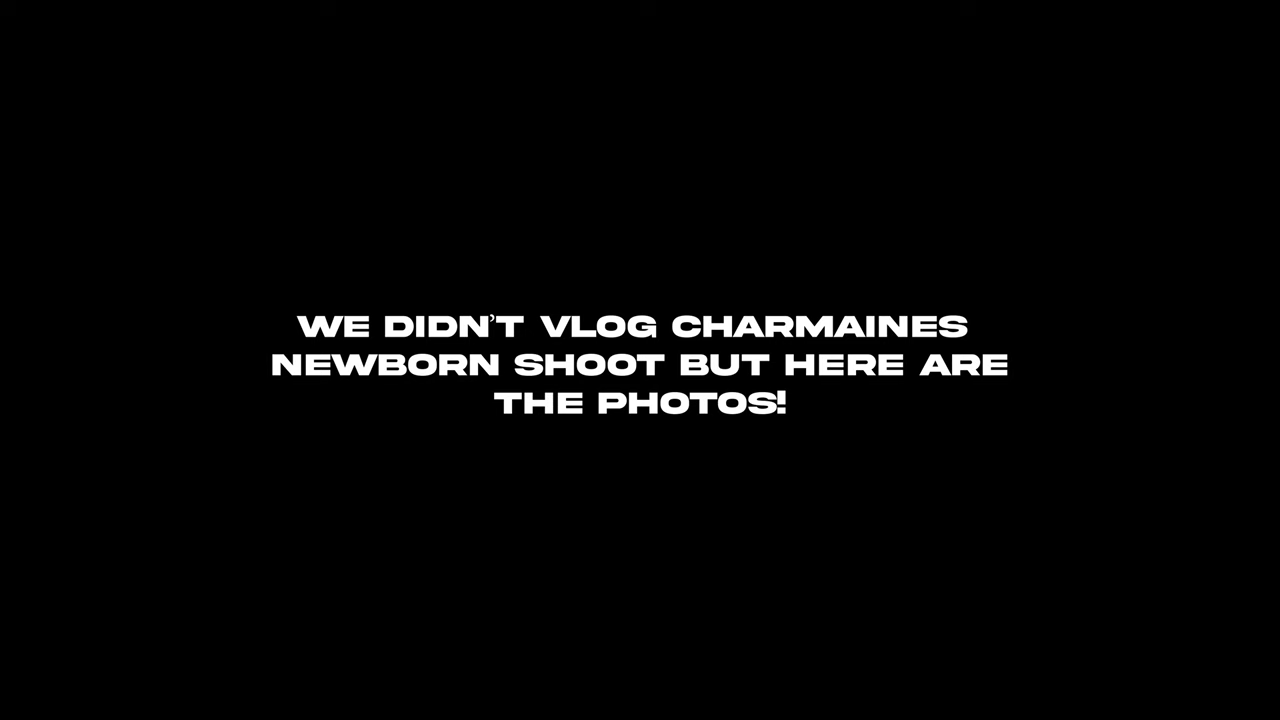 WE DIDN'T VLOG CHARMAINES
NEWBORN SHOOT BUT HERE ARE
THE PHOTOS!